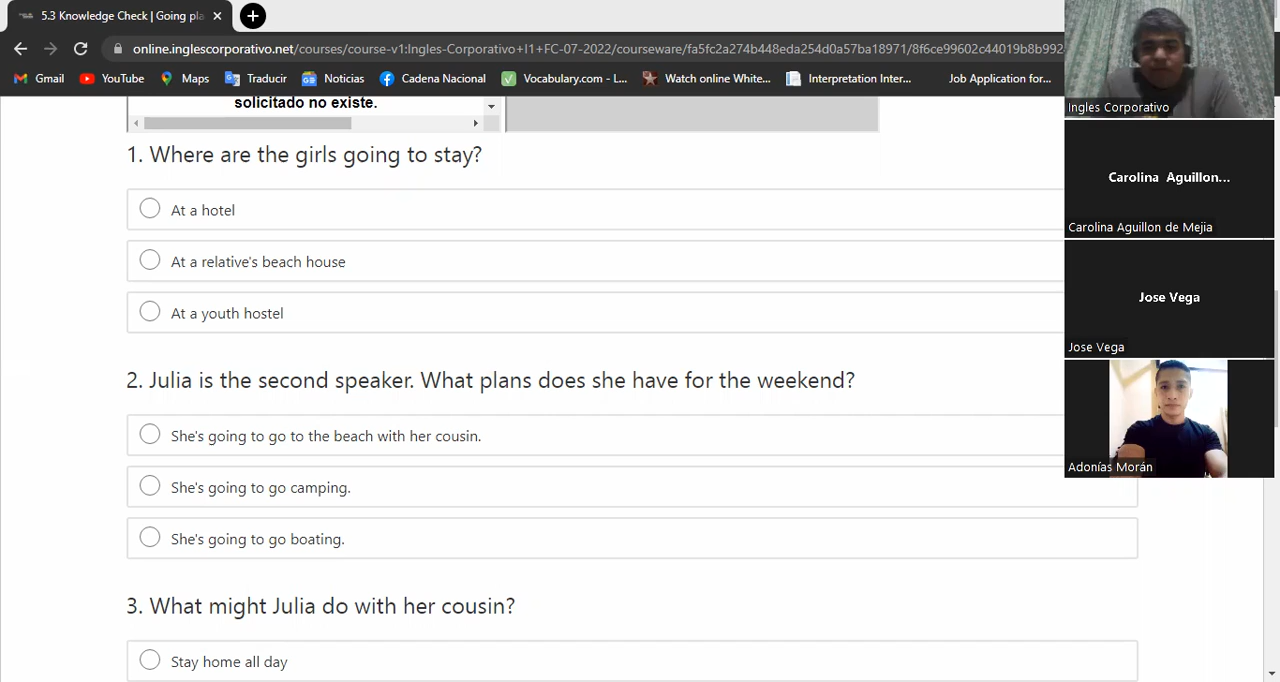 5.3 Knowledge Check | Going pla
online.inglescorporativo.net/courses/course-v1:Ingles-Corporativo+I1+FC-07-2022/courseware/fa5fc2a274b448eda254d0a57ba18971/8f6ce99602c44019b8b992
Gmail YouTube Maps Traducir Noticias Cadena Nacional Vocabulary.com - L... Watch online White... Interpretation Inter... Job Application for...
solicitado no existe.
1. Where are the girls going to stay?
At a hotel
At a relative's beach house
At a youth hostel
2. Julia is the second speaker. What plans does she have for the weekend?
She's going to go to the beach with her cousin.
She's going to go camping.
She's going to go boating.
3. What might Julia do with her cousin?
Stay home all day
Ingles Corporativo
Carolina Aguillon...
Carolina Aguillon de Mejia
Jose Vega
Jose Vega
Adonías Morán